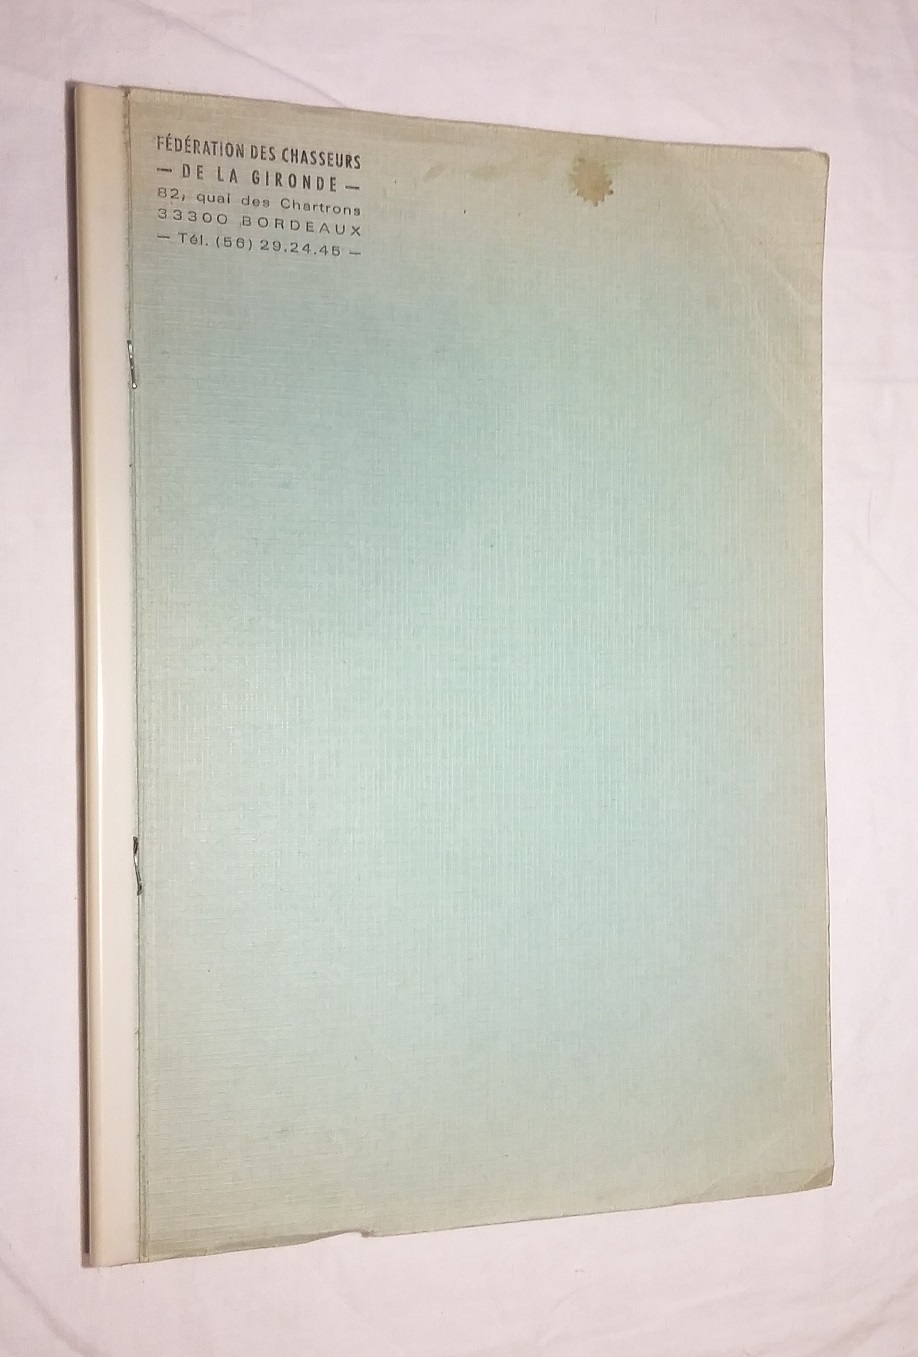 FÉDÉRATION DES CHASSEURS
— DE LA GIRONDE —
82, quai des Chartrons
33300 BORDEAUX
— Tél. (56) 29.24.45 —